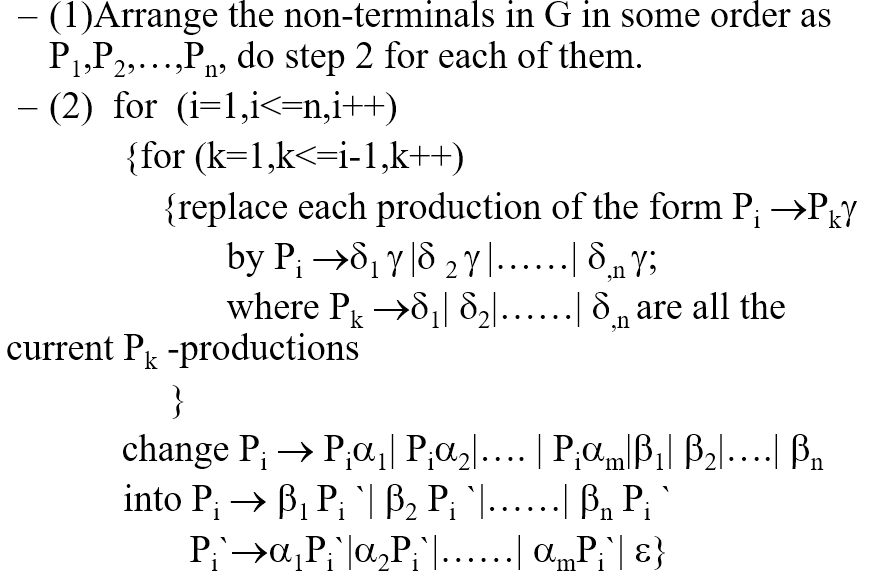 – (1)Arrange the non-terminals in G in some order as
P₁,P₂,…,Pₙ, do step 2 for each of them.
– (2) for (i=1,i<=n,i++)
{for (k=1,k<=i-1,k++)
{replace each production of the form Pᵢ →Pₖγ
by Pᵢ →δ₁ γ |δ ₂ γ |……| δ,ₙ γ;
where Pₖ →δ₁| δ₂|……| δ,ₙ are all the
current Pₖ -productions
}
change Pᵢ → Pᵢα₁| Pᵢα₂|…. | Pᵢαₘ|β₁| β₂|….| βₙ
into Pᵢ → β₁ Pᵢ `| β₂ Pᵢ `|……| βₙ Pᵢ `
Pᵢ`→α₁Pᵢ`|α₂Pᵢ`|……| αₘPᵢ`| ε}